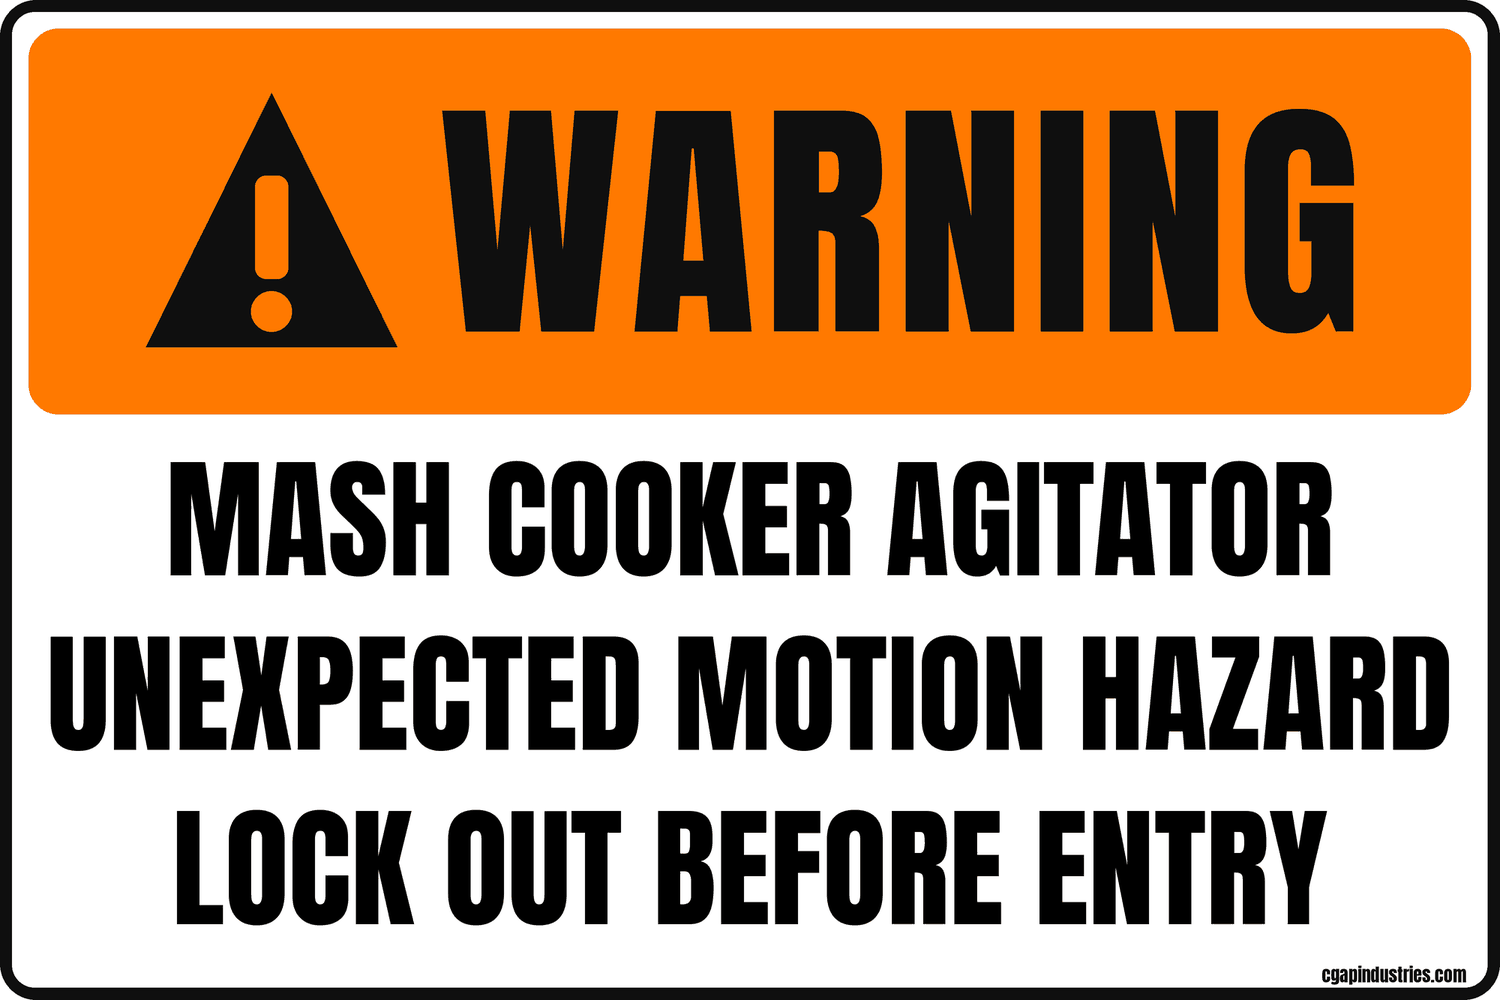 WARNING
MASH COOKER AGITATOR
UNEXPECTED MOTION HAZARD
LOCK OUT BEFORE ENTRY
cgapindustries.com